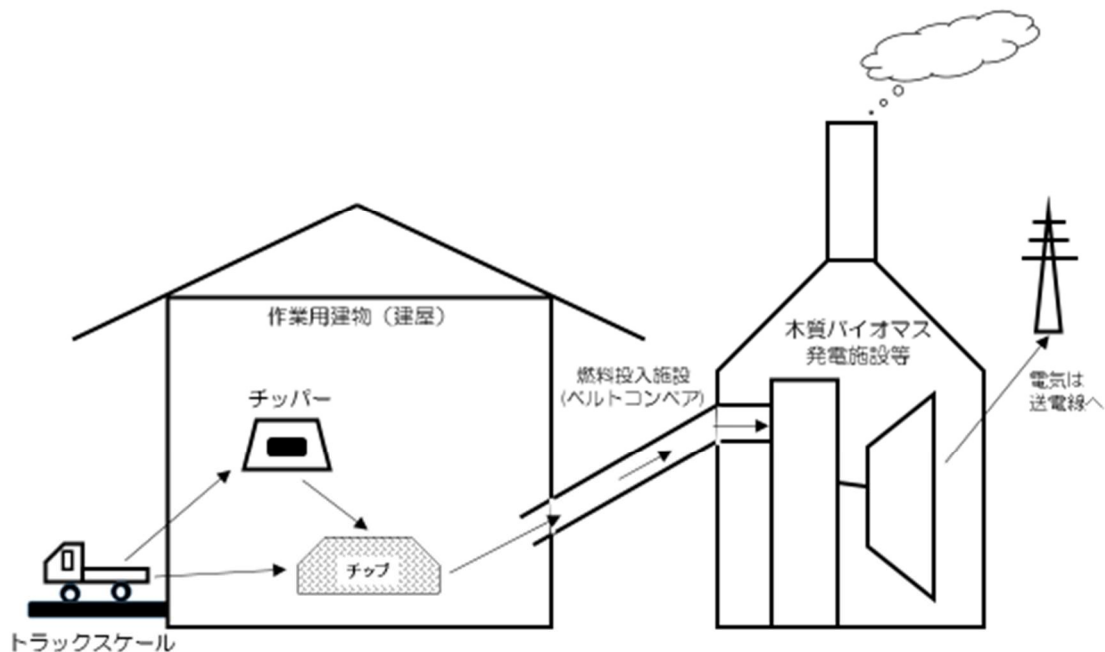 作業用建物（建屋）
木質バイオマス
発電施設等
燃料投入施設
(ベルトコンベア)
電気は
送電線へ
チッパー
チップ
トラックスケール